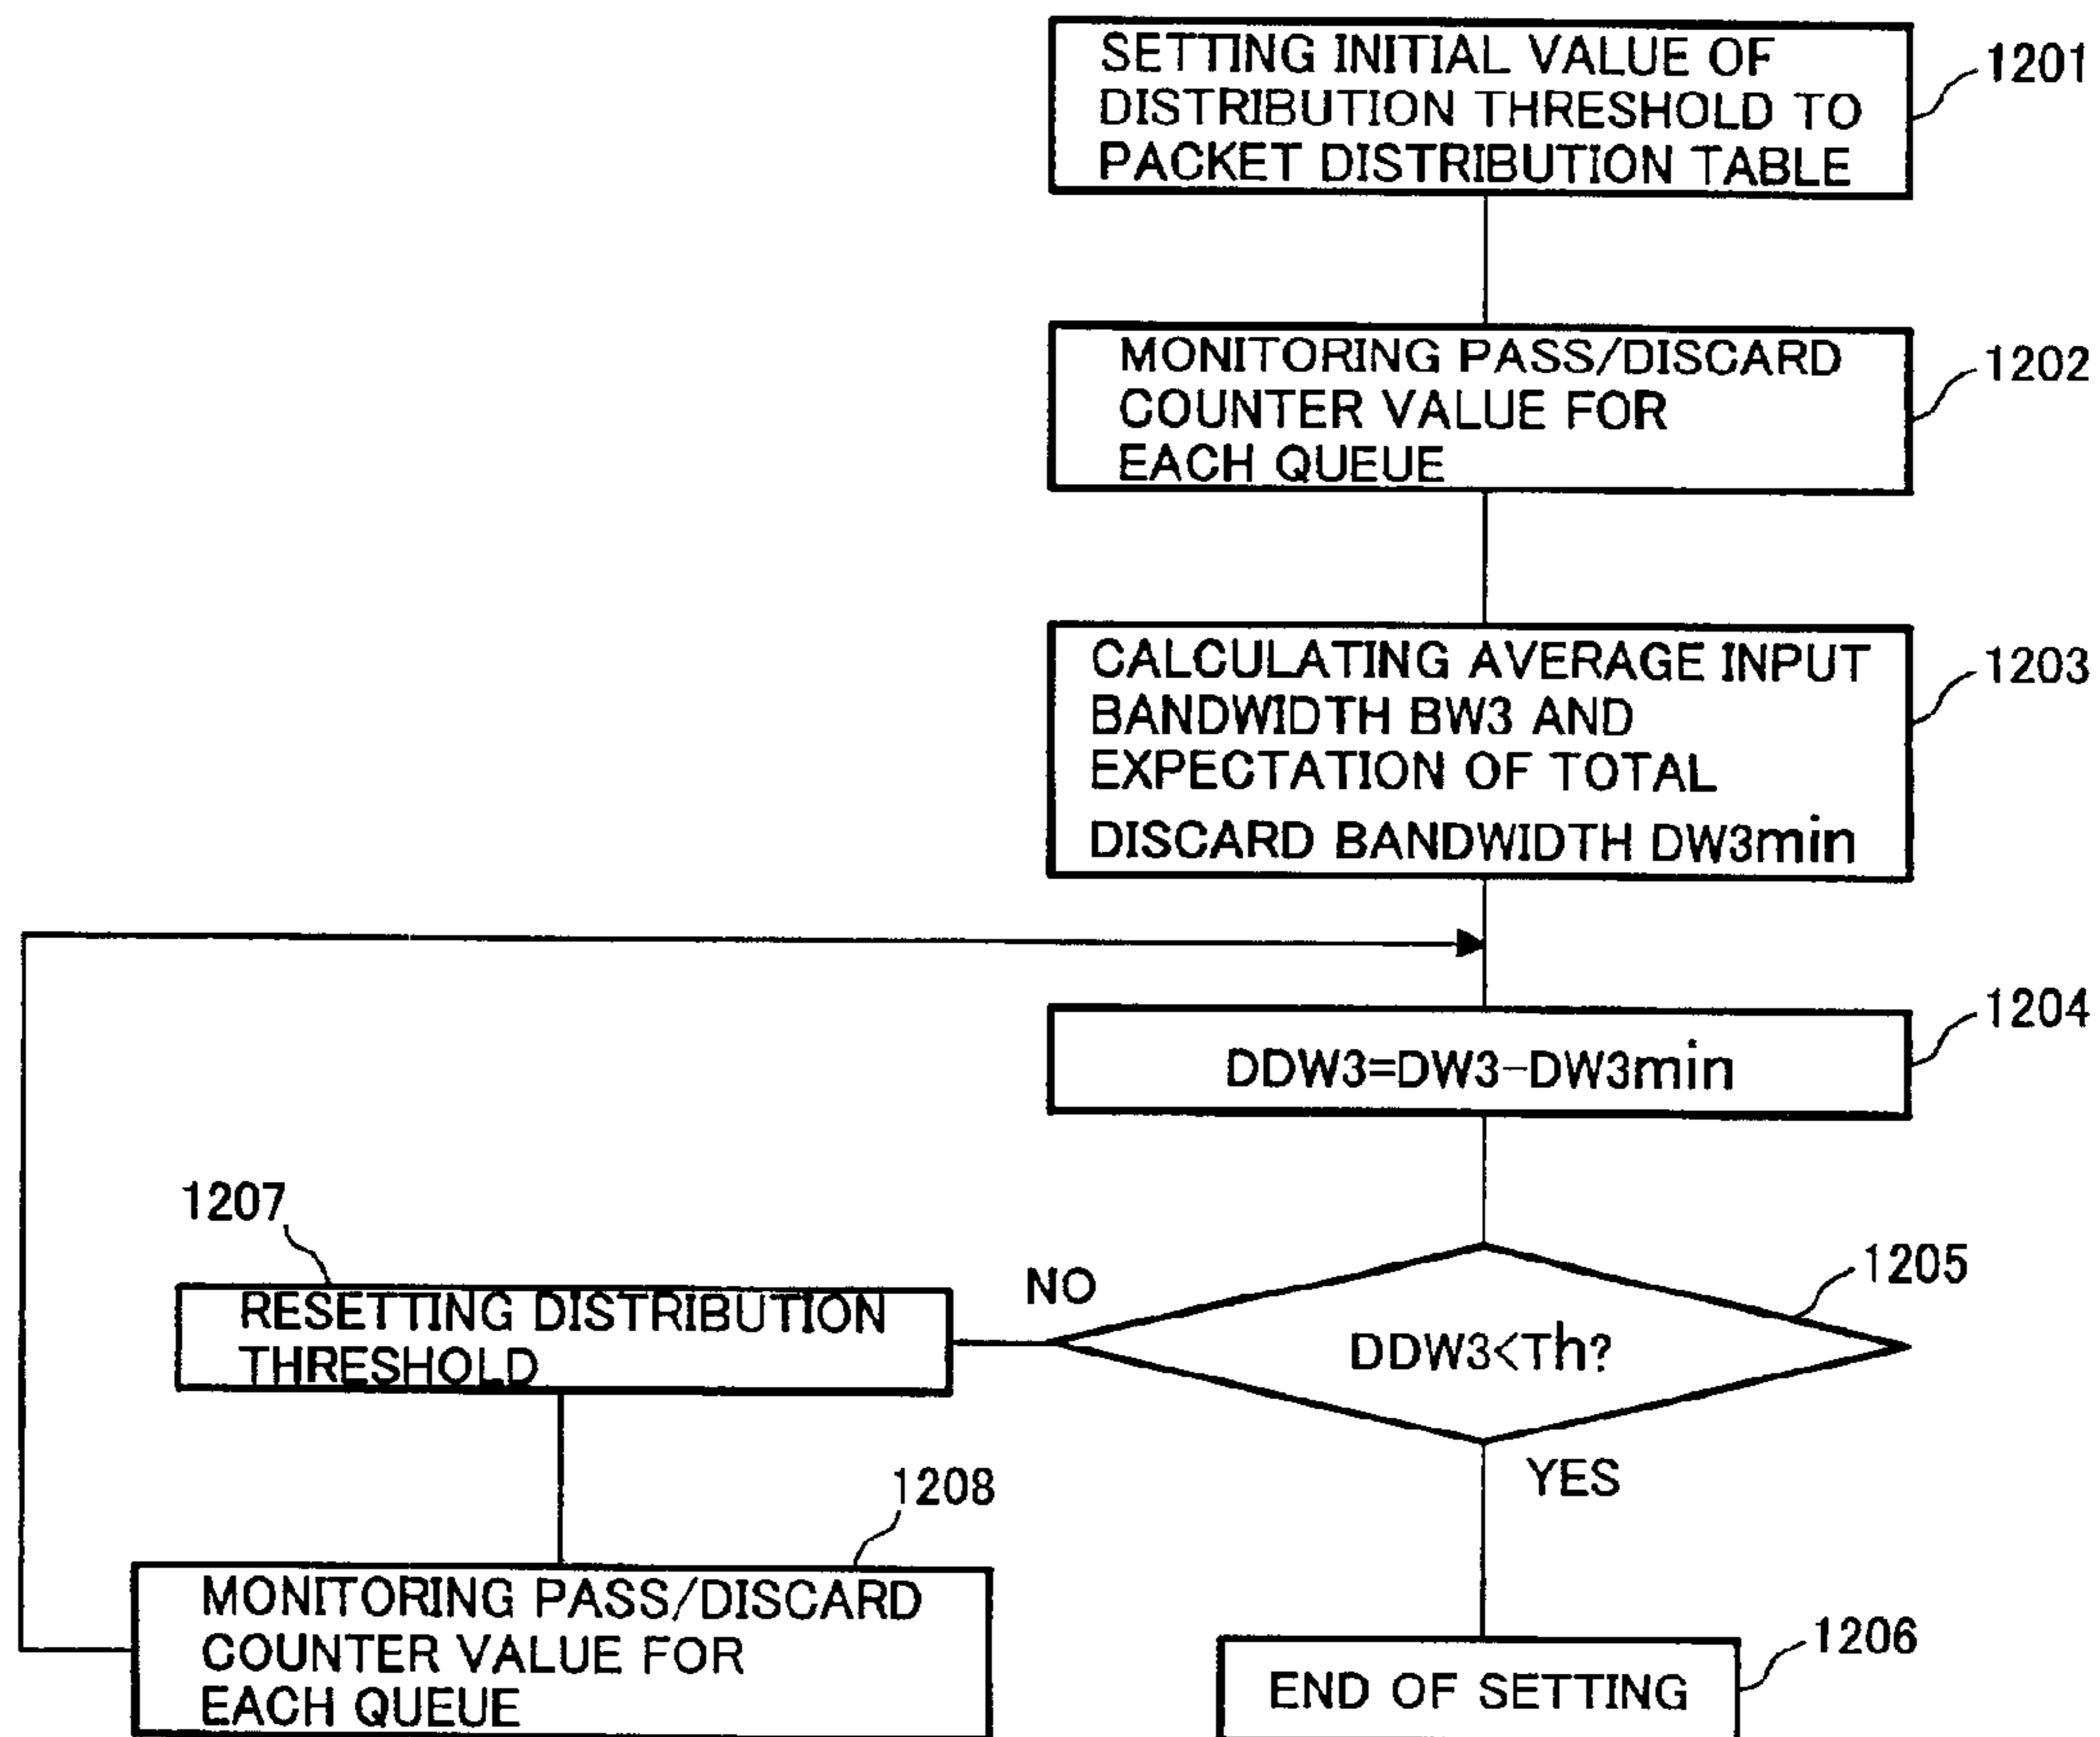 SETTING INITIAL VALUE OF
DISTRIBUTION THRESHOLD TO
PACKET DISTRIBUTION TABLE
1201
MONITORING PASS/DISCARD
COUNTER VALUE FOR
EACH QUEUE
1202
CALCULATING AVERAGE INPUT
BANDWIDTH BW3 AND
EXPECTATION OF TOTAL
DISCARD BANDWIDTH DW3min
1203
DDW3=DW3-DW3min
1204
DDW3<Th?
1205
NO
YES
1207
RESETTING DISTRIBUTION
THRESHOLD
1208
MONITORING PASS/DISCARD
COUNTER VALUE FOR
EACH QUEUE
END OF SETTING
1206